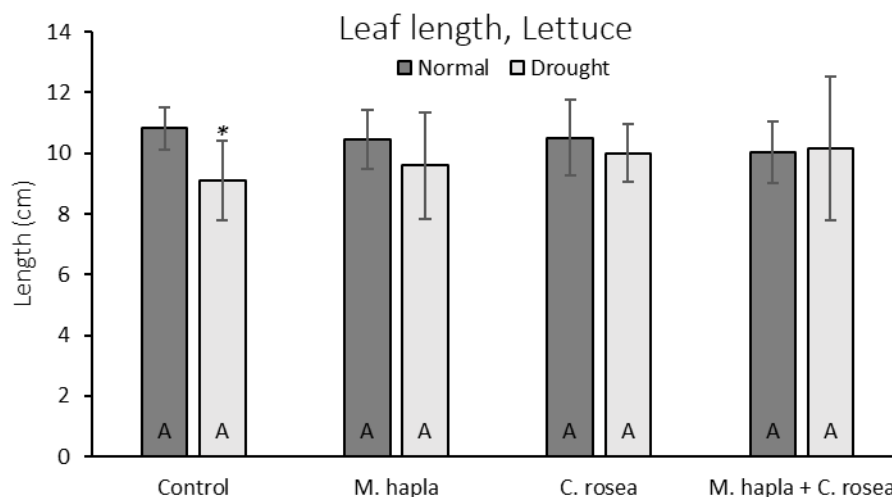 Leaf length, Lettuce
Normal Drought
Length (cm)
14
12
10
8
6
4
2
0
*
A A A A A A A A
Control M. hapla C. rosea M. hapla + C. rosea